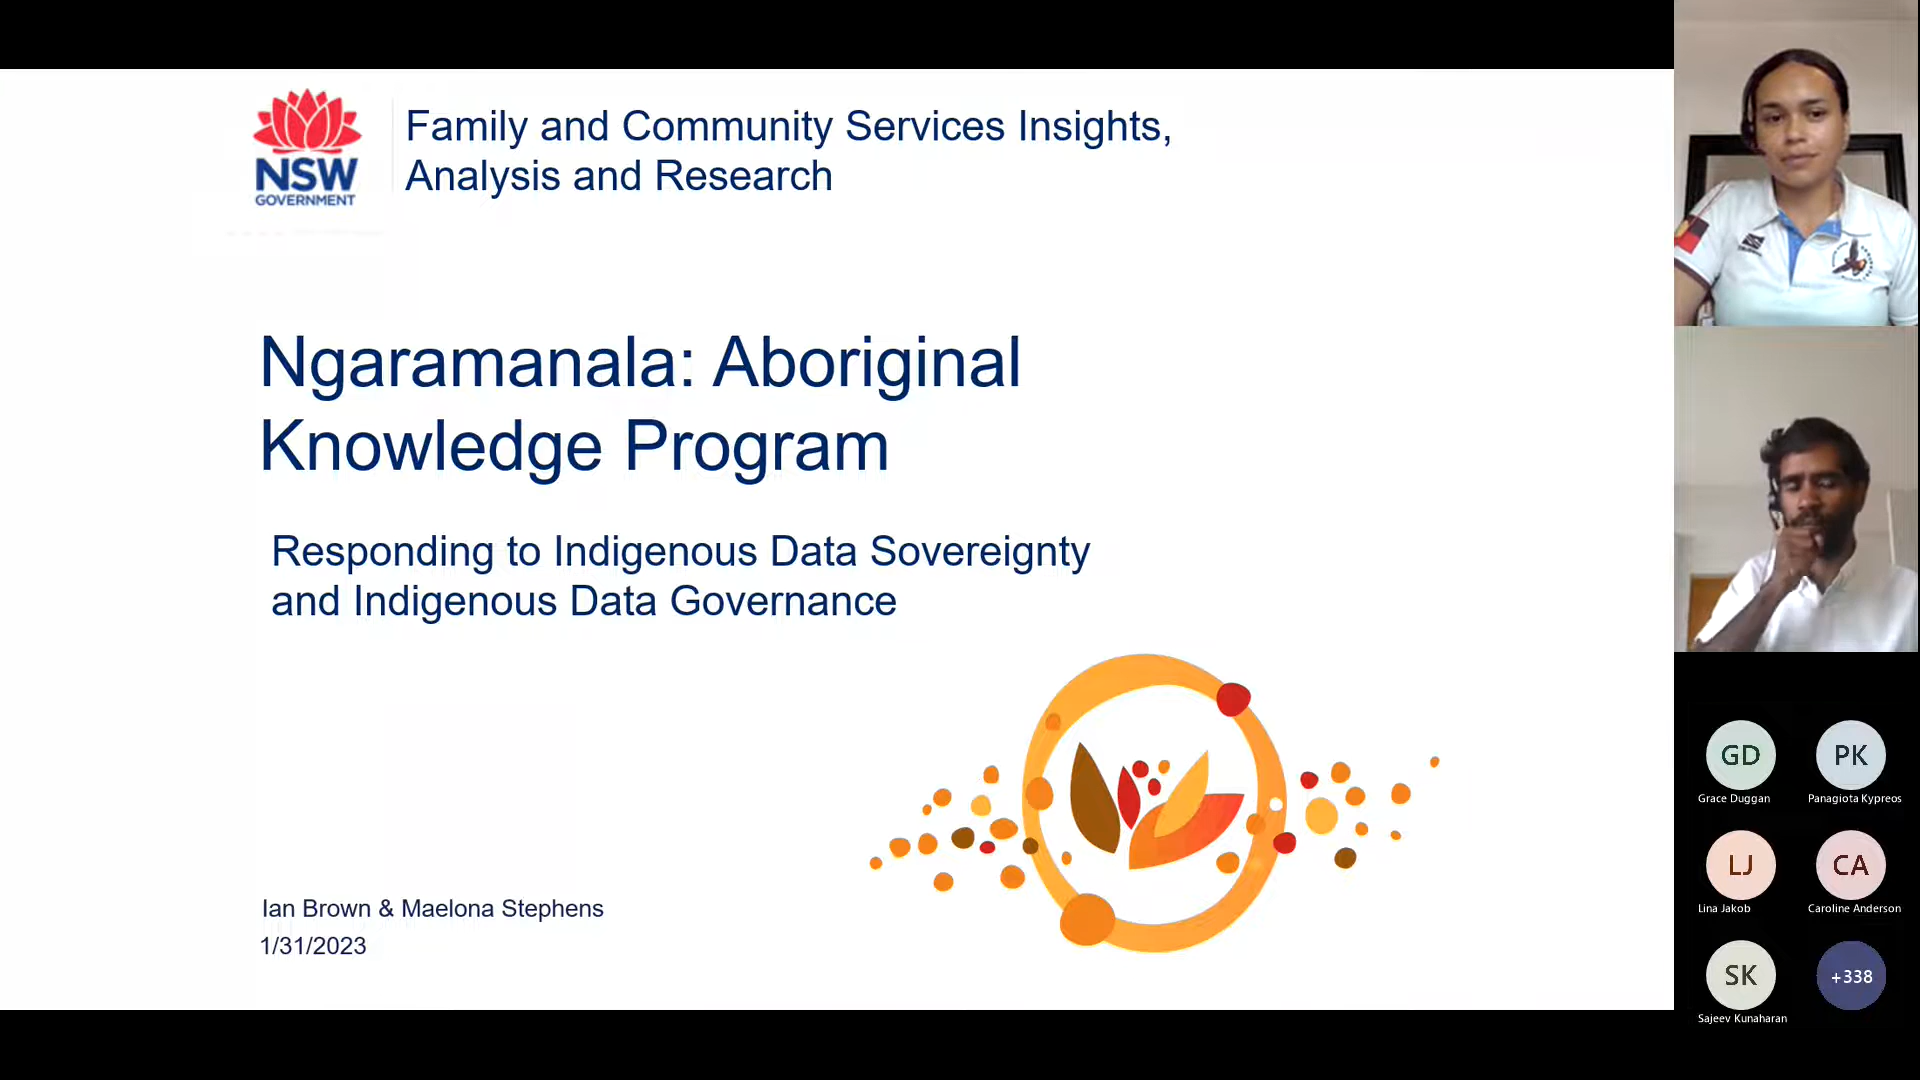 NSW
GOVERNMENT
Family and Community Services Insights,
Analysis and Research
Ngaramanala: Aboriginal
Knowledge Program
Responding to Indigenous Data Sovereignty
and Indigenous Data Governance
Ian Brown & Maelona Stephens
1/31/2023
GD
Grace Duggan
PK
Panagiota Kypreos
LJ
Lina Jakob
CA
Caroline Anderson
SK
Sajeev Kunaharan
+338